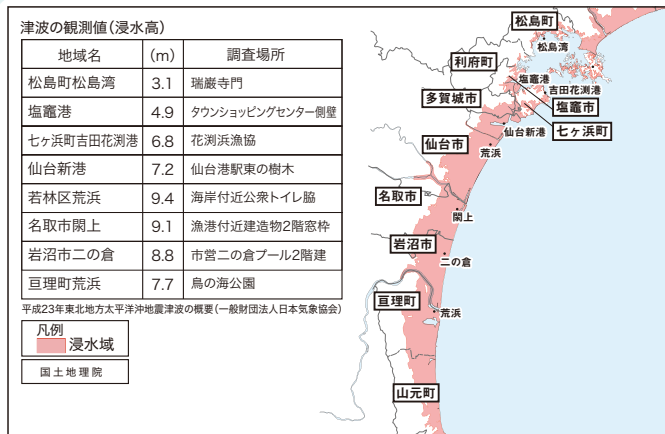 津波の観測値(浸水高)
地域名 (m) 調査場所
松島町松島湾 3.1 瑞巌寺門
塩竈港 4.9 タウンショッピングセンター側壁
七ヶ浜町吉田花渕港 6.8 花渕浜漁協
仙台新港 7.2 仙台港駅東の樹木
若林区荒浜 9.4 海岸付近公衆トイレ脇
名取市閖上 9.1 漁港付近建造物2階窓枠
岩沼市二の倉 8.8 市営二の倉プール2階建
亘理町荒浜 7.7 鳥の海公園
平成23年東北地方太平洋沖地震津波の概要(一般財団法人日本気象協会)
凡例
浸水域
国土地理院
松島町
松島湾
利府町
塩竈港
吉田花渕港
多賀城市
塩竈市
七ヶ浜町
仙台新港
仙台市
荒浜
名取市
閖上
岩沼市
二の倉
亘理町
荒浜
山元町